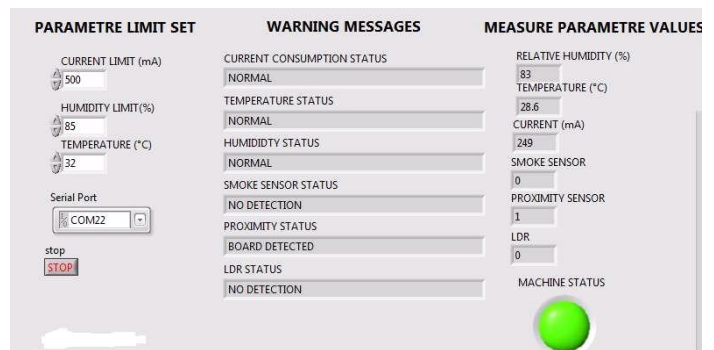 PARAMETRE LIMIT SET
CURRENT LIMIT (mA)
500
HUMIDITY LIMIT(%)
85
TEMPERATURE (°C)
32
Serial Port
COM22
stop
STOP
WARNING MESSAGES
CURRENT CONSUMPTION STATUS
NORMAL
TEMPERATURE STATUS
NORMAL
HUMIDIDTY STATUS
NORMAL
SMOKE SENSOR STATUS
NO DETECTION
PROXIMITY STATUS
BOARD DETECTED
LDR STATUS
NO DETECTION
MEASURE PARAMETRE VALUES
RELATIVE HUMIDITY (%)
83
TEMPERATURE (°C)
28.6
CURRENT (mA)
249
SMOKE SENSOR
0
PROXIMITY SENSOR
1
LDR
0
MACHINE STATUS